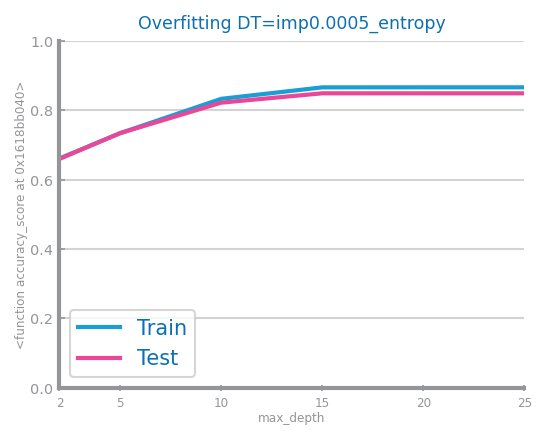 Overfitting DT=imp0.0005_entropy
<function accuracy_score at 0x1618bb040>
1.0
0.8
0.6
0.4
0.2
0.0
Train
Test
2 5 10 15 20 25
max_depth